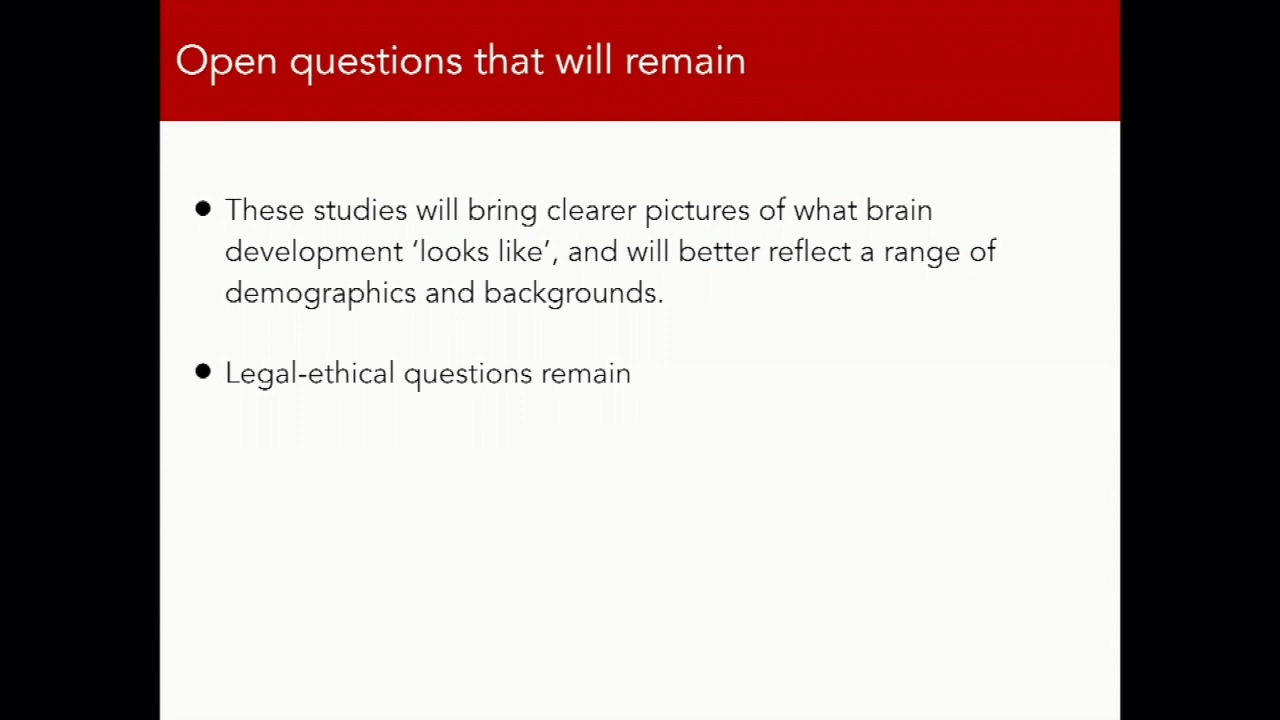 Open questions that will remain
● These studies will bring clearer pictures of what brain
development ‘looks like’, and will better reflect a range of
demographics and backgrounds.
● Legal-ethical questions remain